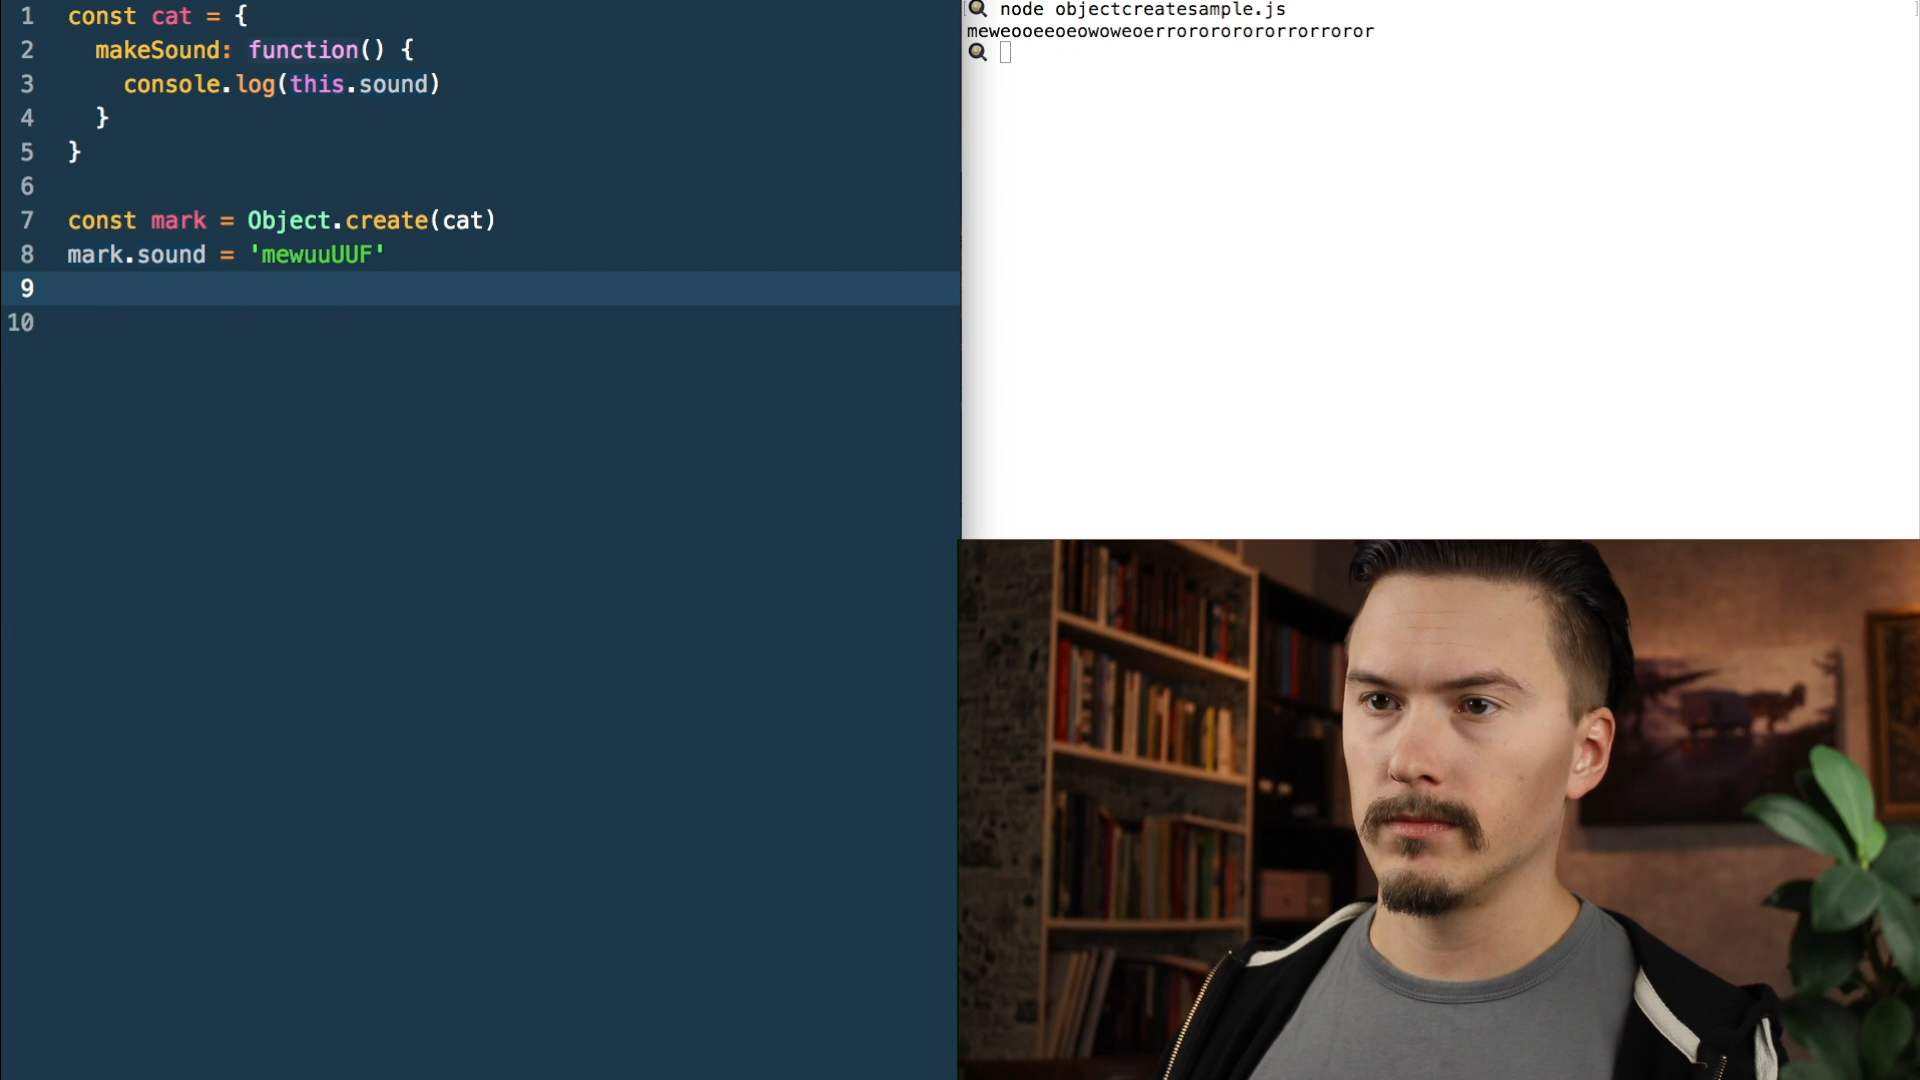 1 const cat = {
2 makeSound: function() {
3 console.log(this.sound)
4 }
5 }
6
7 const mark = Object.create(cat)
8 mark.sound = 'mewuuUUF'
9
10
node objectcreatesample.js
meweooeeoeowoweoerrorororororrorroror